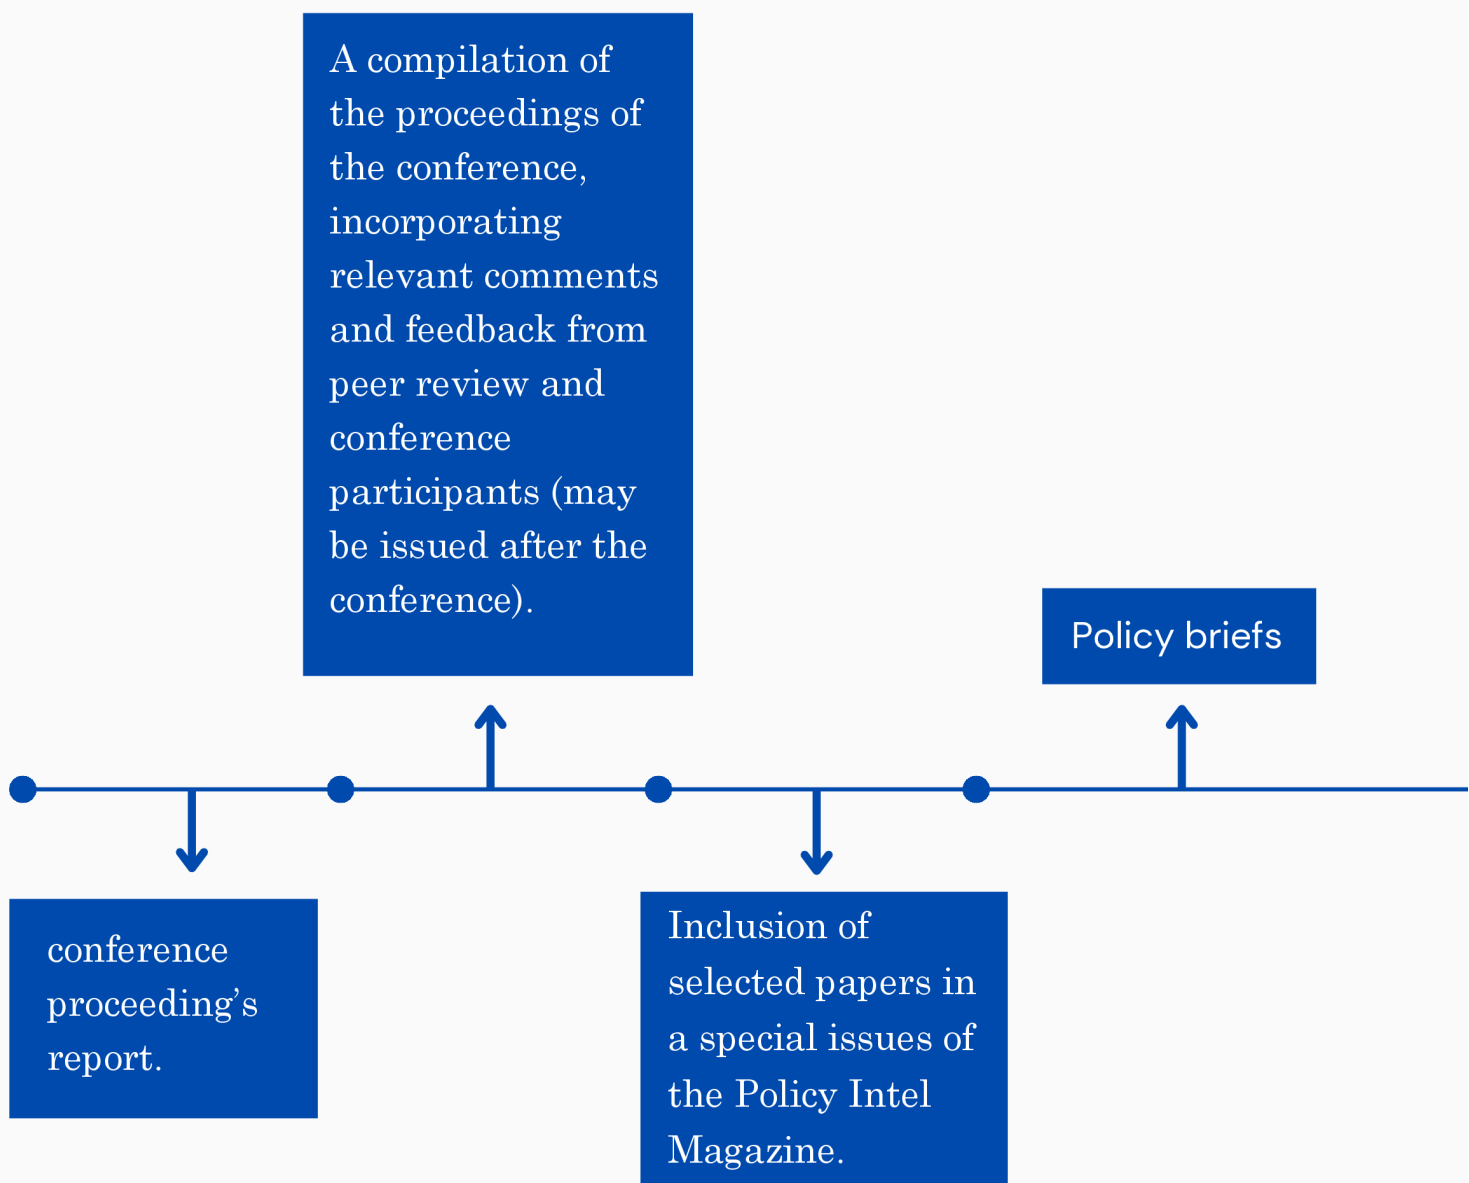 A compilation of
the proceedings of
the conference,
incorporating
relevant comments
and feedback from
peer review and
conference
participants (may
be issued after the
conference).
Policy briefs
conference
proceeding’s
report.
Inclusion of
selected papers in
a special issues of
the Policy Intel
Magazine.